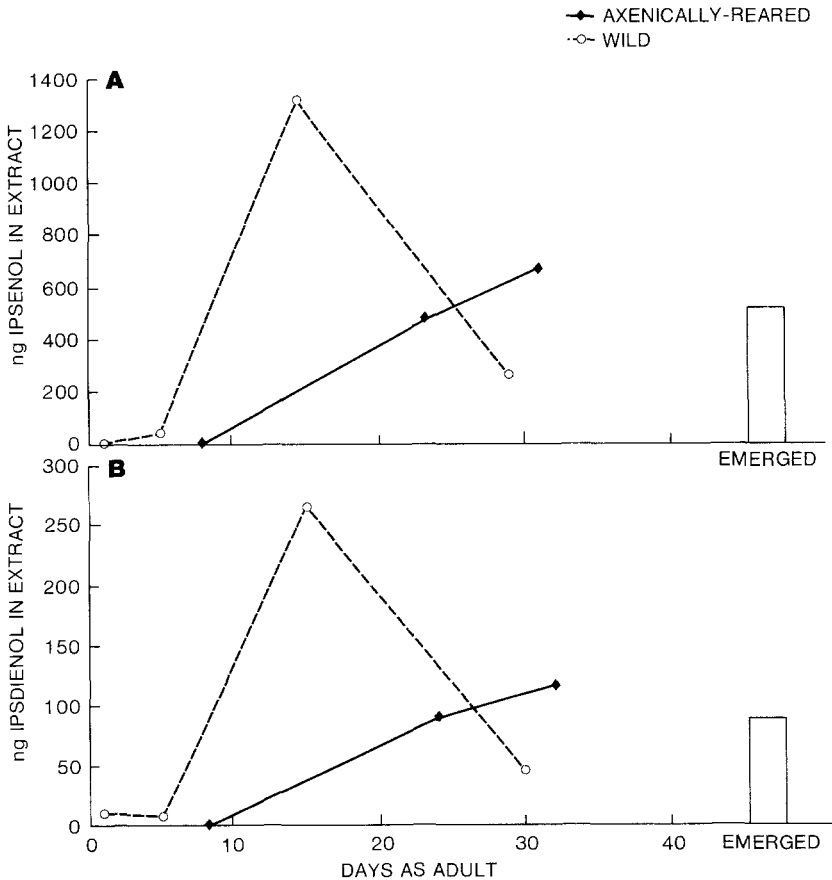 AXENICALLY-REARED
WILD
A
1400
1200
1000
800
600
400
200
0
ng IPSENOL IN EXTRACT
EMERGED
B
300
250
200
150
100
50
0
ng IPSDIENOL IN EXTRACT
0 10 20 30 40 EMERGED
DAYS AS ADULT